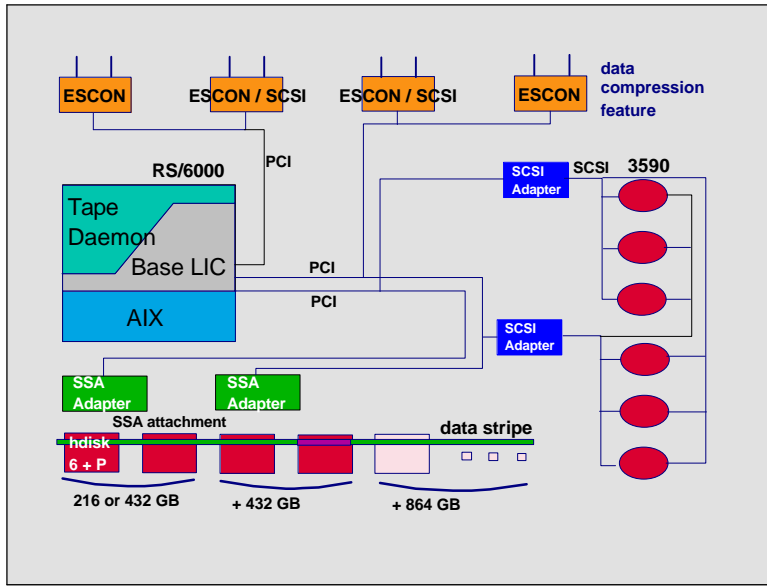 ESCON
ESCON / SCSI
ESCON / SCSI
ESCON
data
compression
feature
PCI
RS/6000
SCSI
Adapter
SCSI
3590
Tape
Daemon
Base LIC
PCI
PCI
AIX
SCSI
Adapter
SSA
Adapter
SSA
Adapter
SSA attachment
data stripe
hdisk
6 + P
216 or 432 GB
+ 432 GB
+ 864 GB